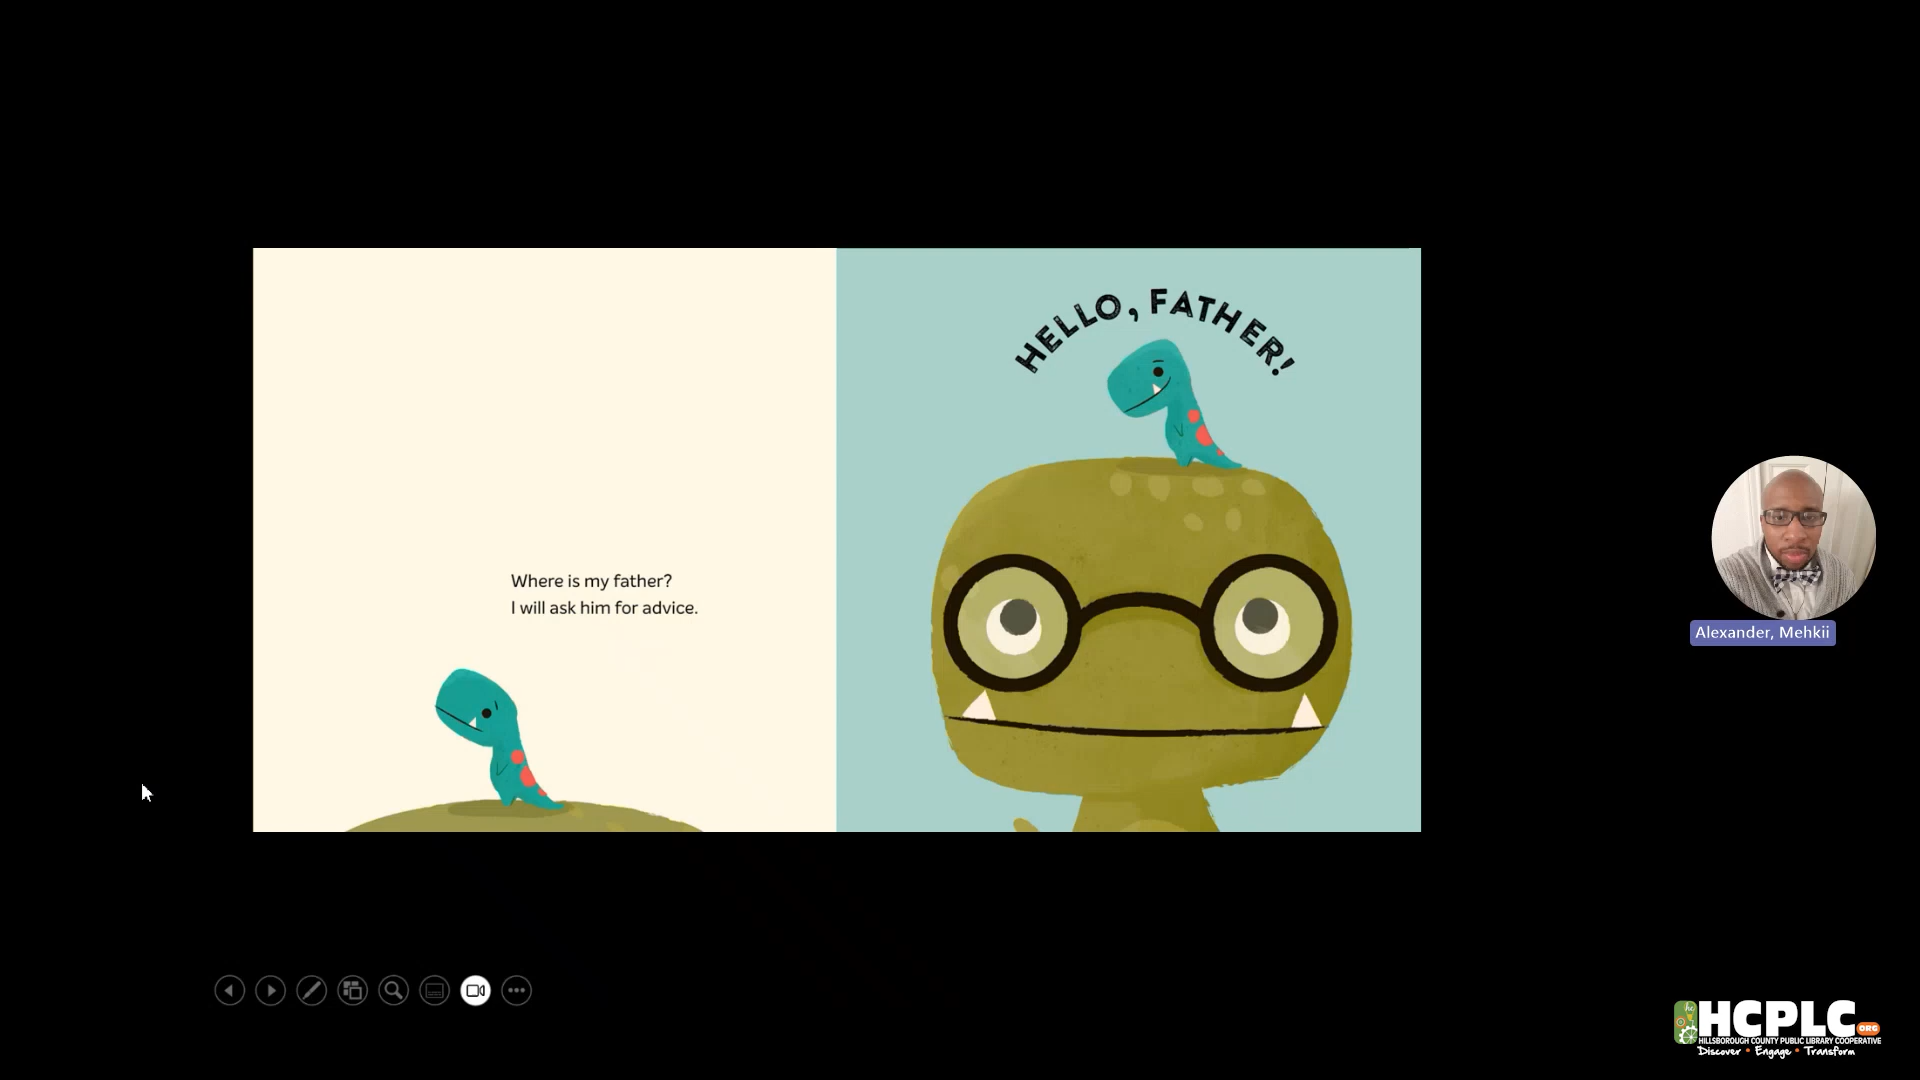 Where is my father?
I will ask him for advice.
HELLO, FATHER!
Alexander, Mehkii
HCPLC.ORG
HILLSBOROUGH COUNTY PUBLIC LIBRARY COOPERATIVE
Discover • Engage • Transform